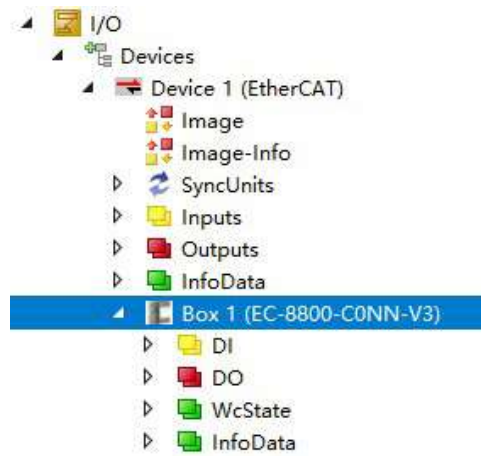 I/O
Devices
Device 1 (EtherCAT)
Image
Image-Info
SyncUnits
Inputs
Outputs
InfoData
Box 1 (EC-8800-C0NN-V3)
DI
DO
WcState
InfoData